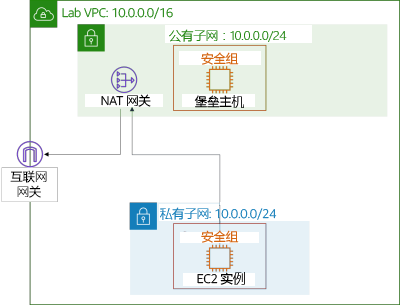 Lab VPC: 10.0.0.0/16
公有子网：10.0.0.0/24
安全组
堡垒主机
NAT 网关
互联网
网关
私有子网: 10.0.0.0/24
安全组
EC2 实例